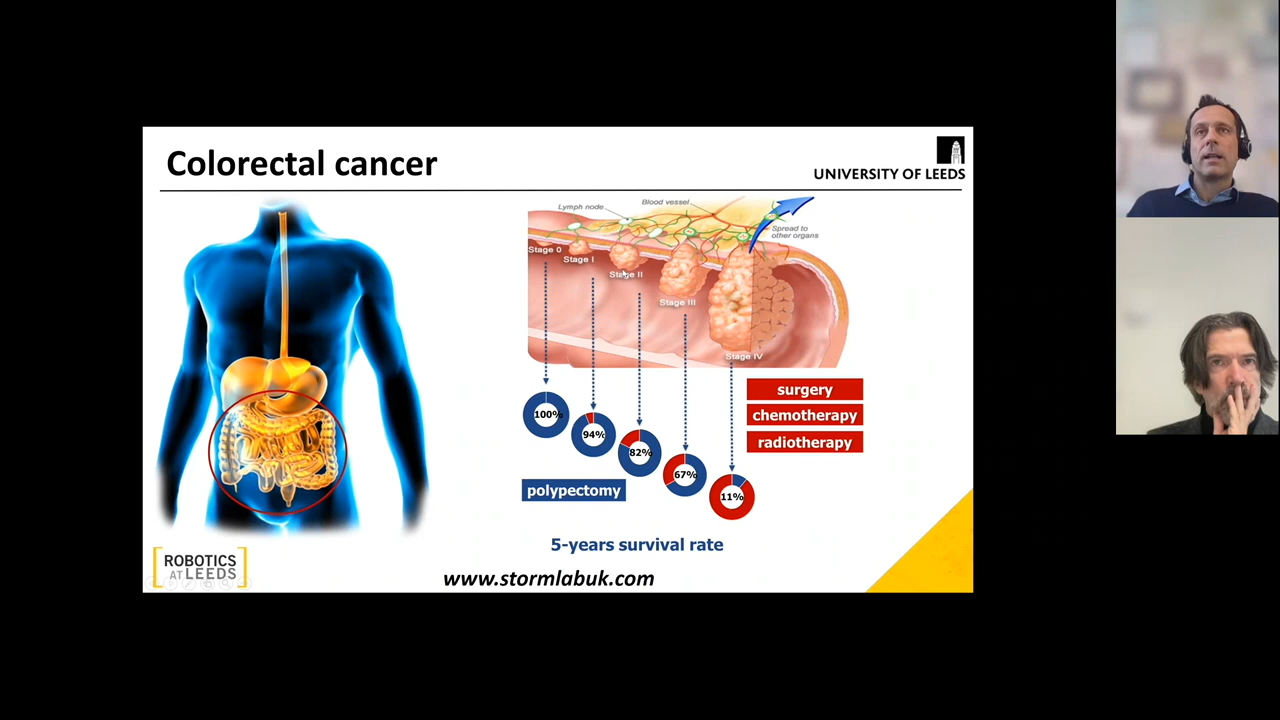 Colorectal cancer
UNIVERSITY OF LEEDS
Lymph node
Blood vessel
Spread to
other organs
Stage 0
Stage I
Stage II
Stage III
Stage IV
100%
94%
82%
67%
11%
surgery
chemotherapy
radiotherapy
polypectomy
5-years survival rate
ROBOTICS
AT LEEDS
www.stormlabuk.com